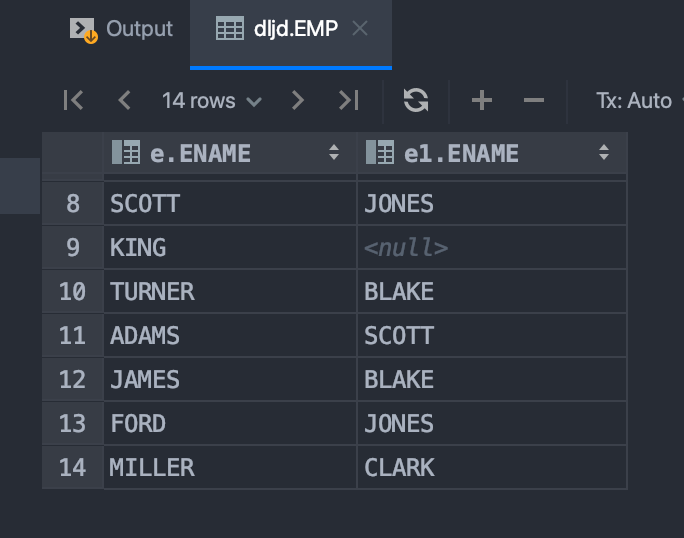 Output dljd.EMP
14 rows Tx: Auto
e.ENAME e1.ENAME
8 SCOTT JONES
9 KING <null>
10 TURNER BLAKE
11 ADAMS SCOTT
12 JAMES BLAKE
13 FORD JONES
14 MILLER CLARK